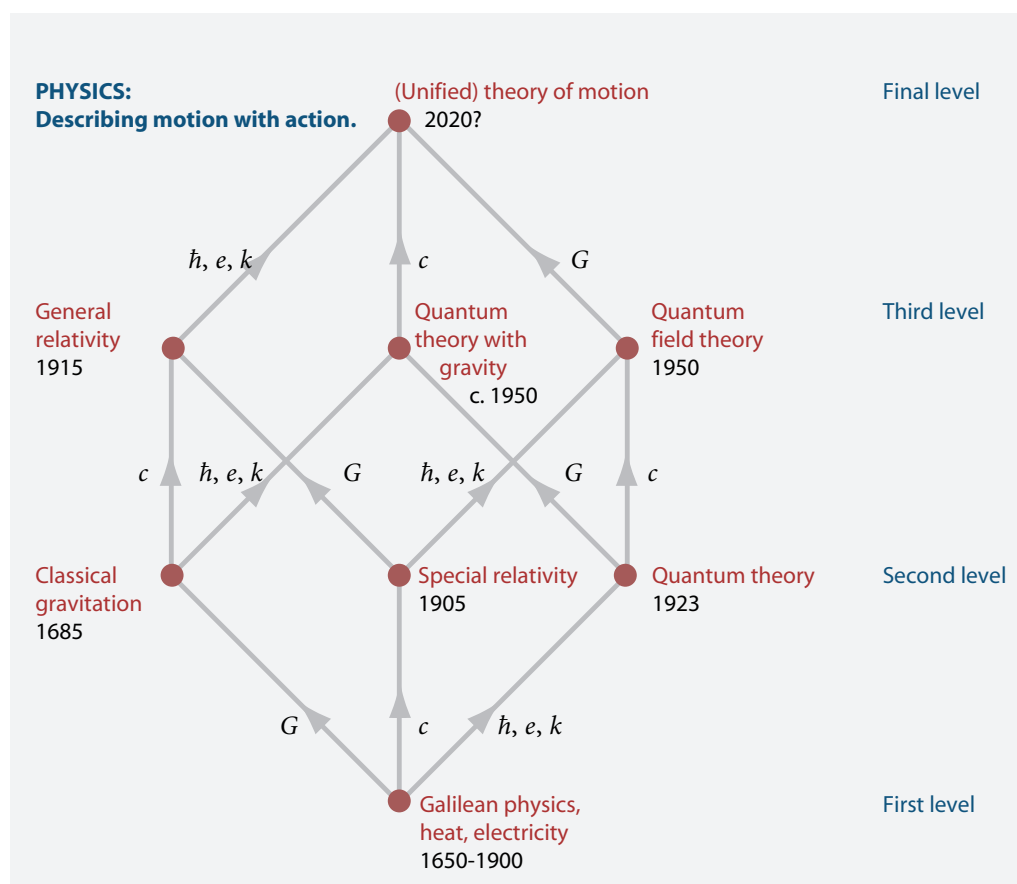 PHYSICS:
Describing motion with action.
(Unified) theory of motion
2020?
Final level
ħ, e, k
c
G
General
relativity
1915
Quantum
theory with
gravity
c. 1950
Quantum
field theory
1950
Third level
c
ħ, e, k
G
ħ, e, k
G
c
Classical
gravitation
1685
Special relativity
1905
Quantum theory
1923
Second level
G
c
ħ, e, k
Galilean physics,
heat, electricity
1650-1900
First level